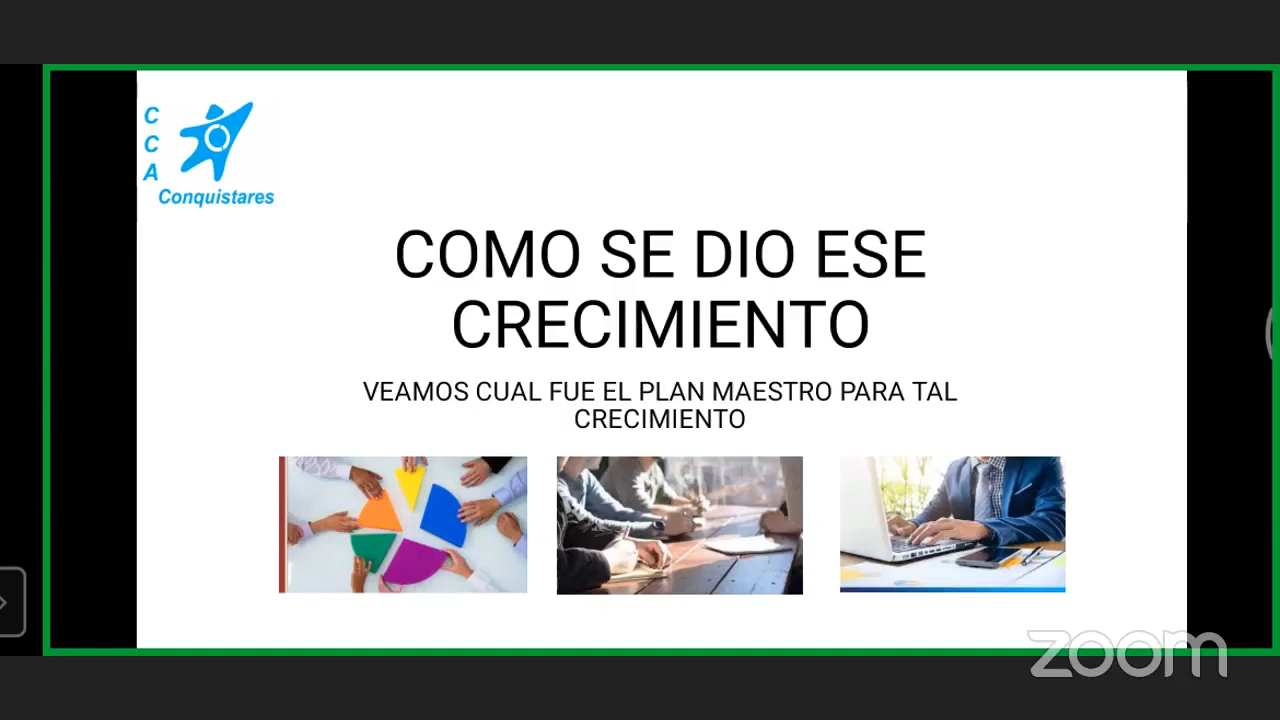 C
C
A
Conquistares
COMO SE DIO ESE
CRECIMIENTO
VEAMOS CUAL FUE EL PLAN MAESTRO PARA TAL
CRECIMIENTO
zoom